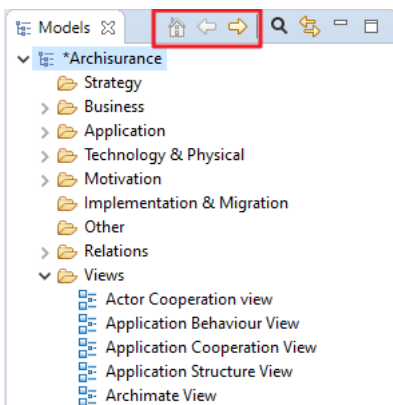 Models
*Archisurance
Strategy
Business
Application
Technology & Physical
Motivation
Implementation & Migration
Other
Relations
Views
Actor Cooperation view
Application Behaviour View
Application Cooperation View
Application Structure View
Archimate View